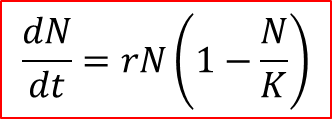 dN/dt = rN(1 − N/K)